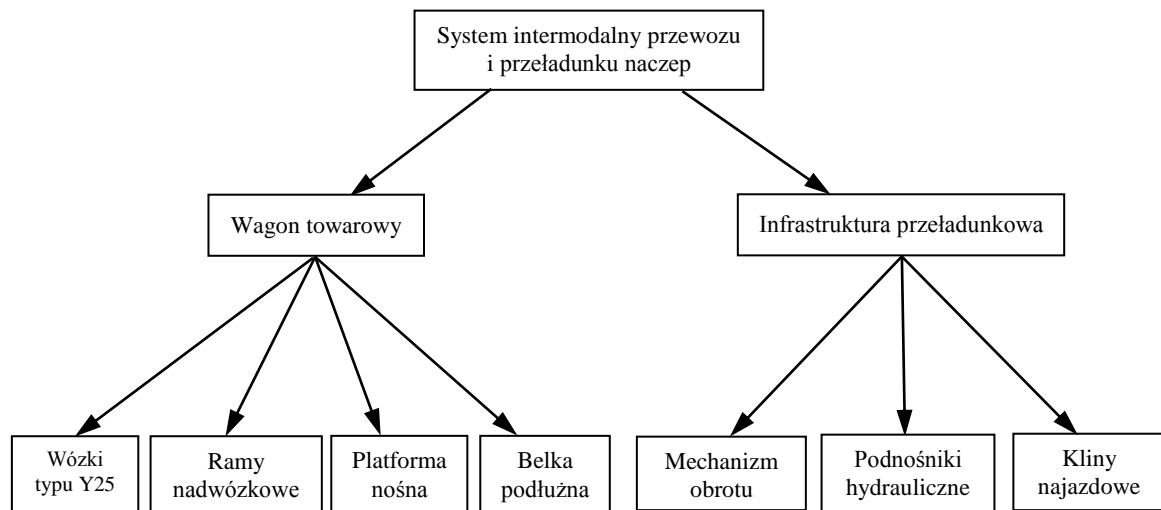 System intermodalny przewozu
i przeładunku naczep
Wagon towarowy
Infrastruktura przeładunkowa
Wózki
typu Y25
Ramy
nadwózkowe
Platforma
nośna
Belka
podłużna
Mechanizm
obrotu
Podnośniki
hydrauliczne
Kliny
najazdowe